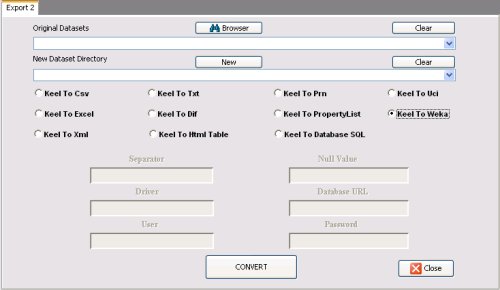 Export 2
Original Datasets Browser Clear
New Dataset Directory New Clear
Keel To Csv Keel To Txt Keel To Prn Keel To Uci
Keel To Excel Keel To Dif Keel To PropertyList Keel To Weka
Keel To Xml Keel To Html Table Keel To Database SQL
Separator Null Value
Driver Database URL
User Password
CONVERT Close